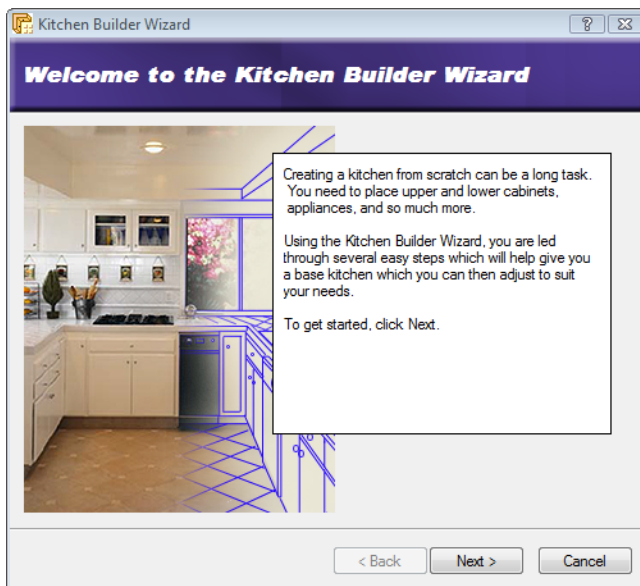 Kitchen Builder Wizard
Welcome to the Kitchen Builder Wizard
Creating a kitchen from scratch can be a long task.
You need to place upper and lower cabinets,
appliances, and so much more.
Using the Kitchen Builder Wizard, you are led
through several easy steps which will help give you
a base kitchen which you can then adjust to suit
your needs.
To get started, click Next.
< Back Next > Cancel